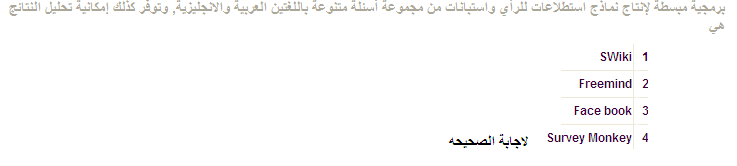 برمجية مبسطة لإنتاج نماذج استطلاعات للرأي واستبانات من مجموعة أسئلة متنوعة باللغتين العربية والانجليزية, وتوفر كذلك إمكانية تحليل النتائج
هي
1 SWiki
2 Freemind
3 Face book
4 Survey Monkey لاجابة الصحيحه